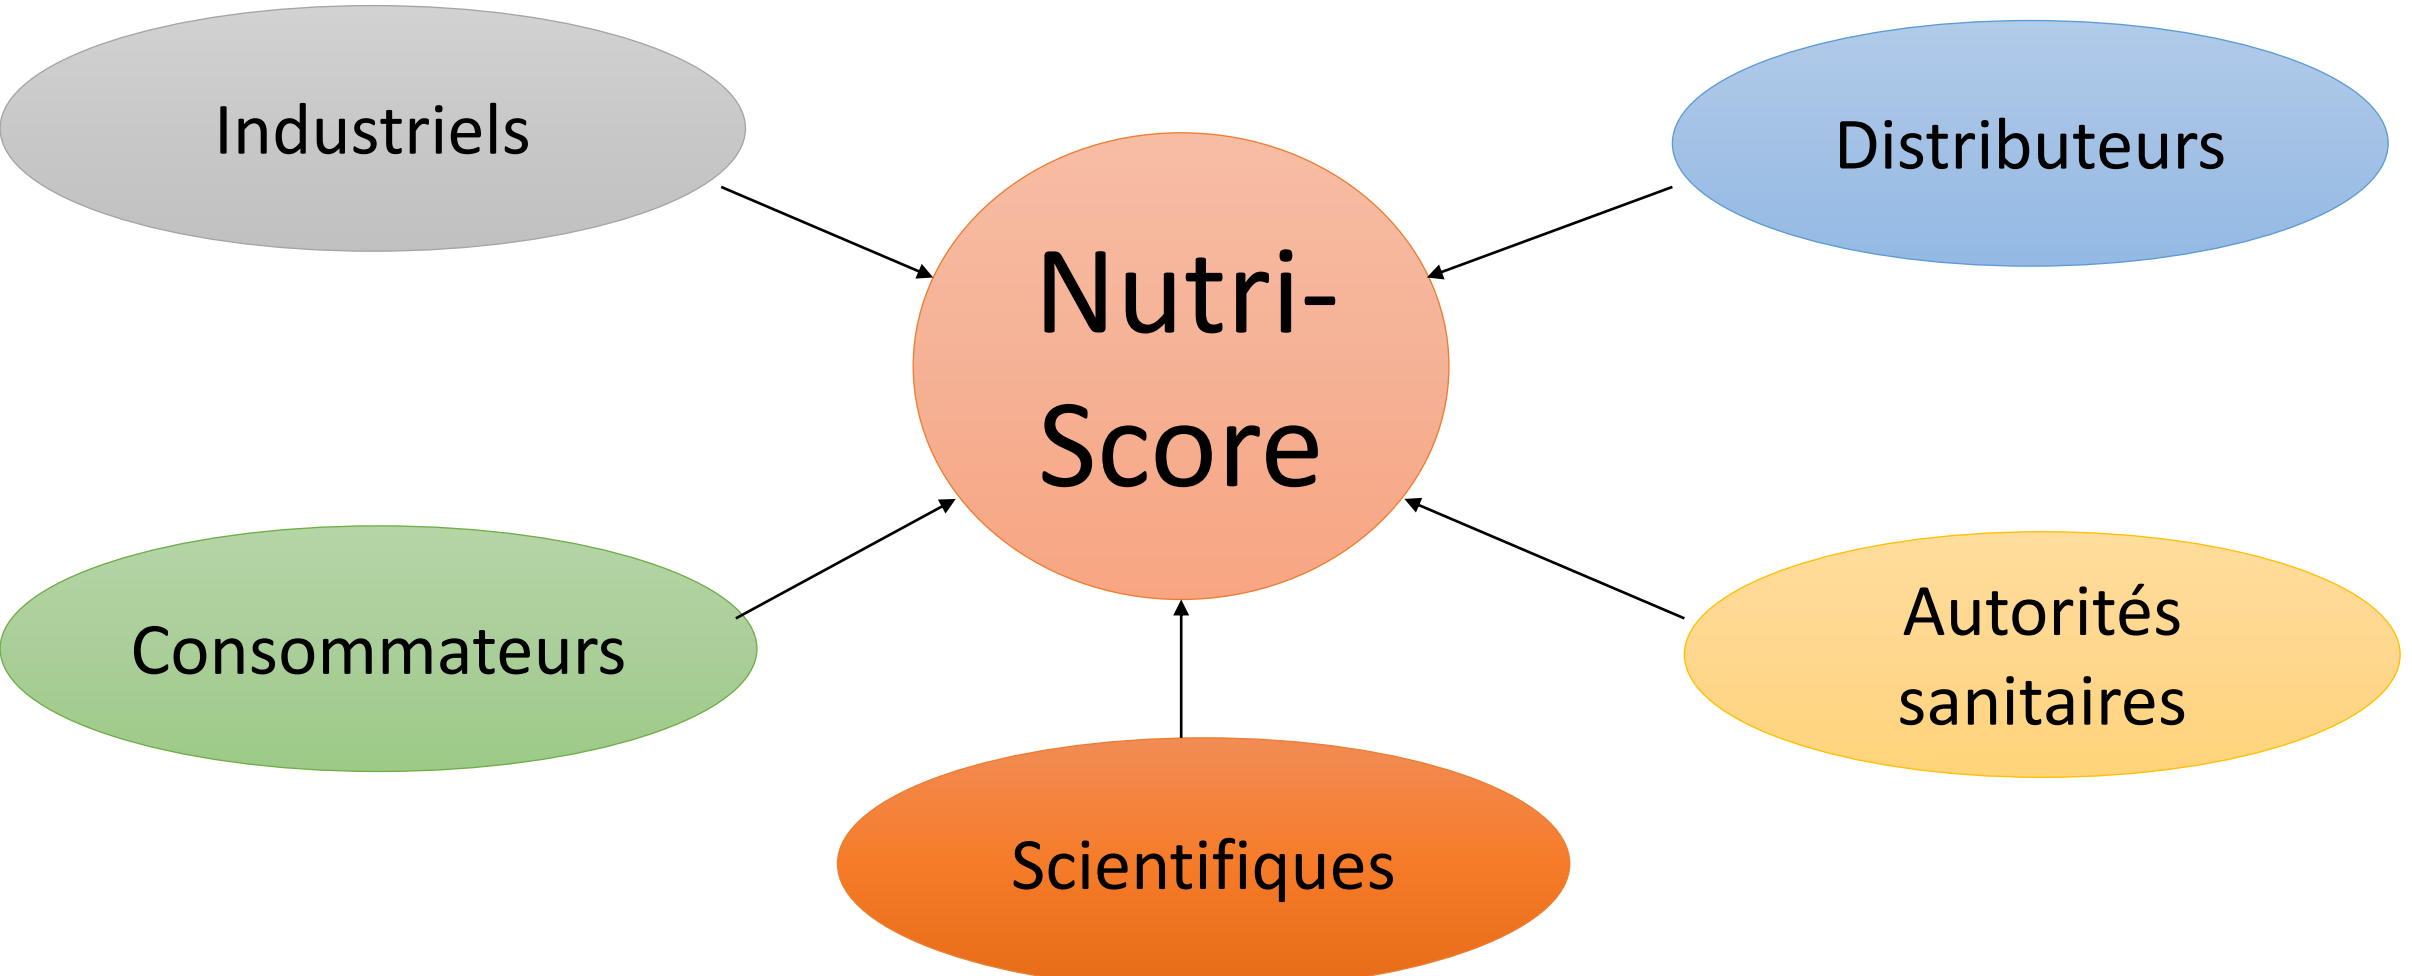 Industriels
Distributeurs
Nutri-
Score
Consommateurs
Autorités
sanitaires
Scientifiques